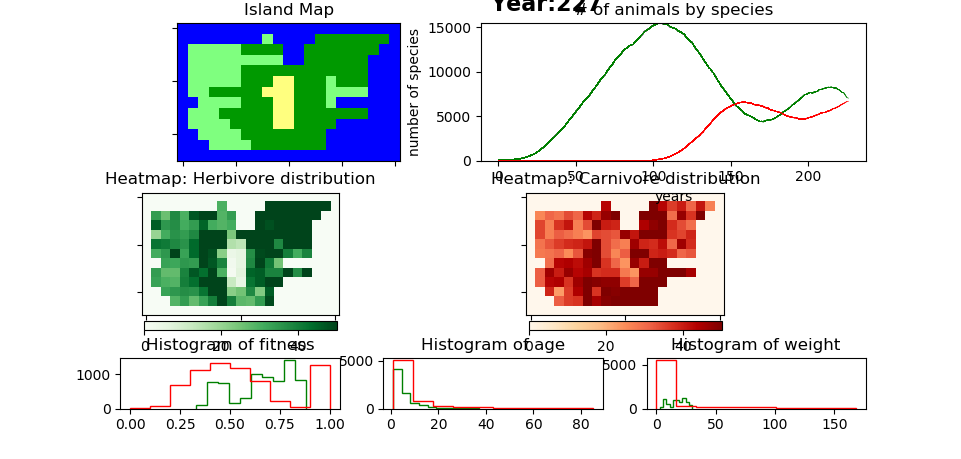 Year:227
Island Map
# of animals by species
number of species
15000
10000
5000
0
0 50 100 150 200
years
Heatmap: Herbivore distribution
Heatmap: Carnivore distribution
0 20 40
0 20 40
Histogram of fitness
Histogram of age
Histogram of weight
1000
0
0.00 0.25 0.50 0.75 1.00
5000
0
0 20 40 60 80
5000
0
0 50 100 150